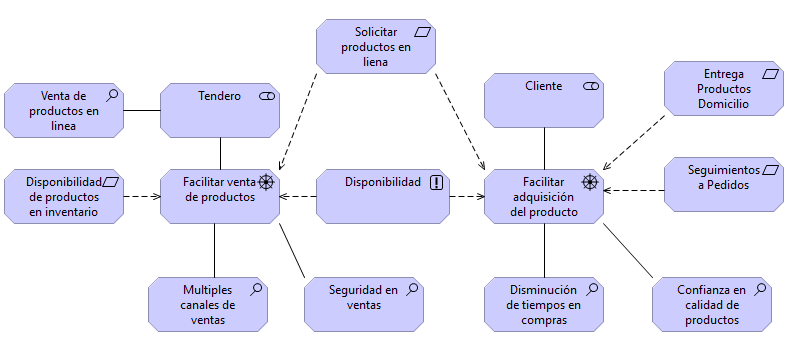 Solicitar
productos en
liena
Venta de
productos en
linea
Tendero
Cliente
Entrega
Productos
Domicilio
Disponibilidad
de productos
en inventario
Facilitar venta
de productos
Disponibilidad
Facilitar
adquisición
del producto
Seguimientos
a Pedidos
Multiples
canales de
ventas
Seguridad en
ventas
Disminución
de tiempos en
compras
Confianza en
calidad de
productos